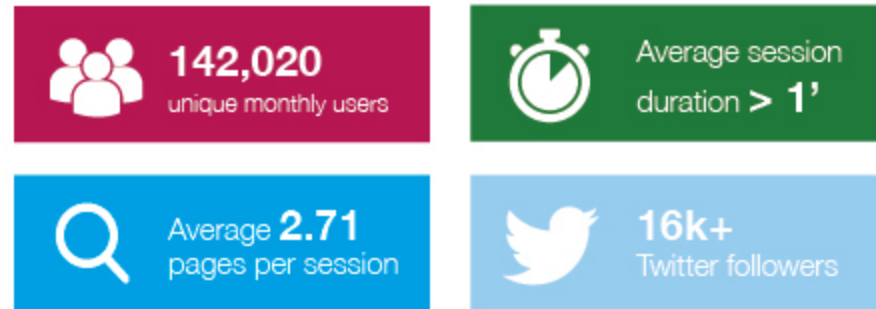 142,020
unique monthly users
Average session
duration > 1’
Average 2.71
pages per session
16k+
Twitter followers